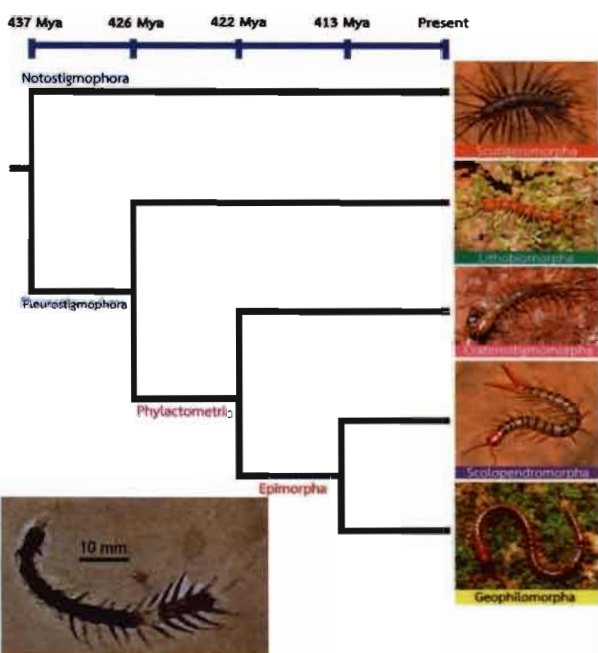 437 Mya 426 Mya 422 Mya 413 Mya Present
Notostigmophora
Scutigeromorpha
Lithobiomorpha
Pleurostigmophora
Craterostigmomorpha
Phylactometria
Scolopendromorpha
Epimorpha
10 mm
Geophilomorpha